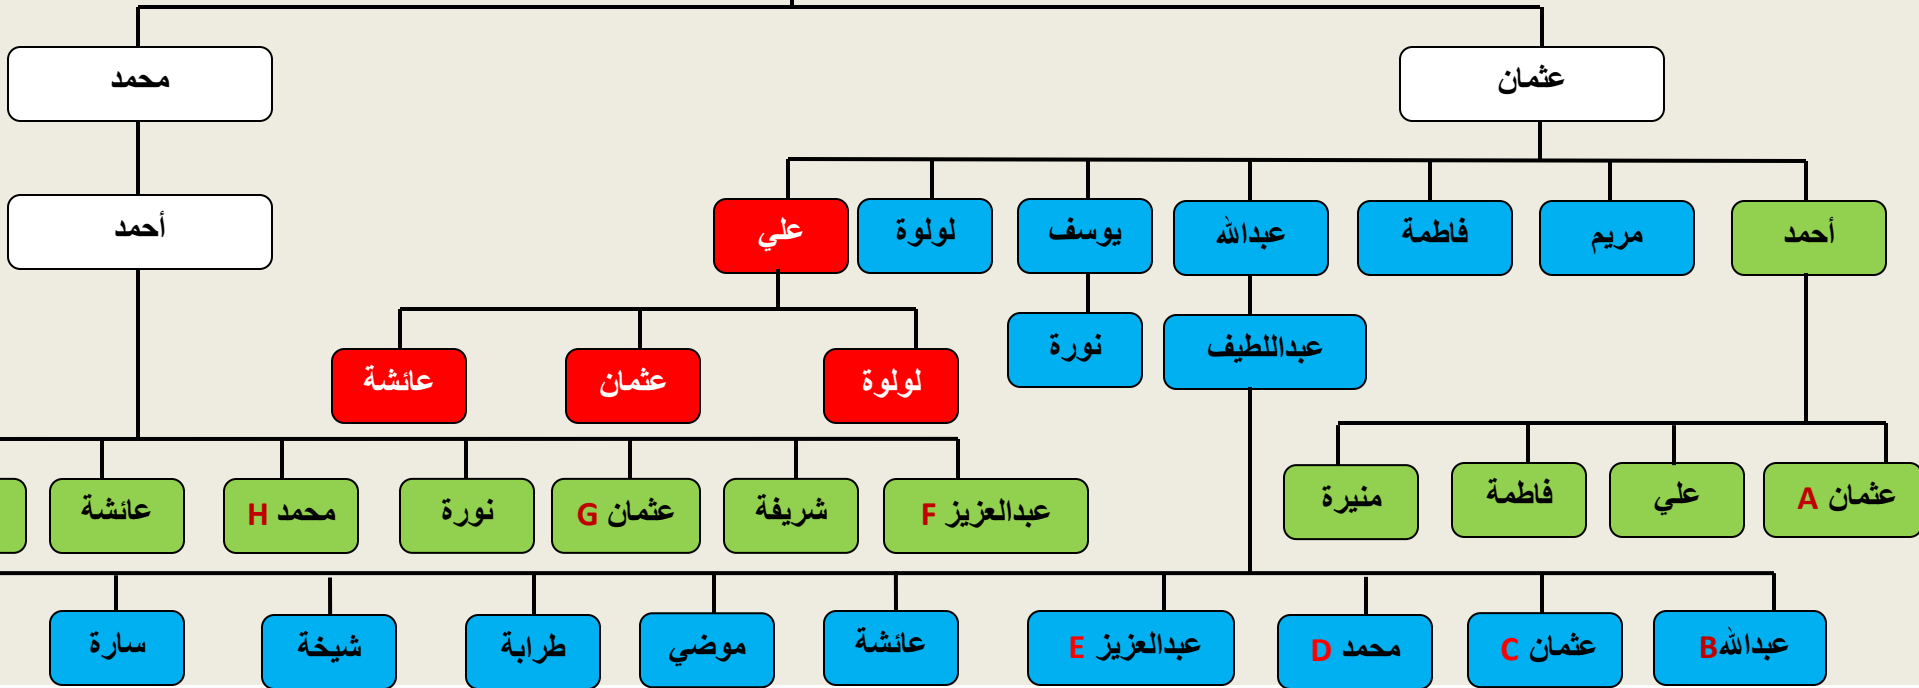 عثمان
محمد
أحمد
مريم
فاطمة
عبدالله
يوسف
لولوة
علي
أحمد
عبداللطيف
نورة
لولوة
عثمان
عائشة
عثمان A
علي
فاطمة
منيرة
عبدالعزيز F
شريفة
عثمان G
نورة
محمد H
عائشة
عبدالله B
عثمان C
محمد D
عبدالعزيز E
عائشة
موضي
طرابة
شيخة
سارة